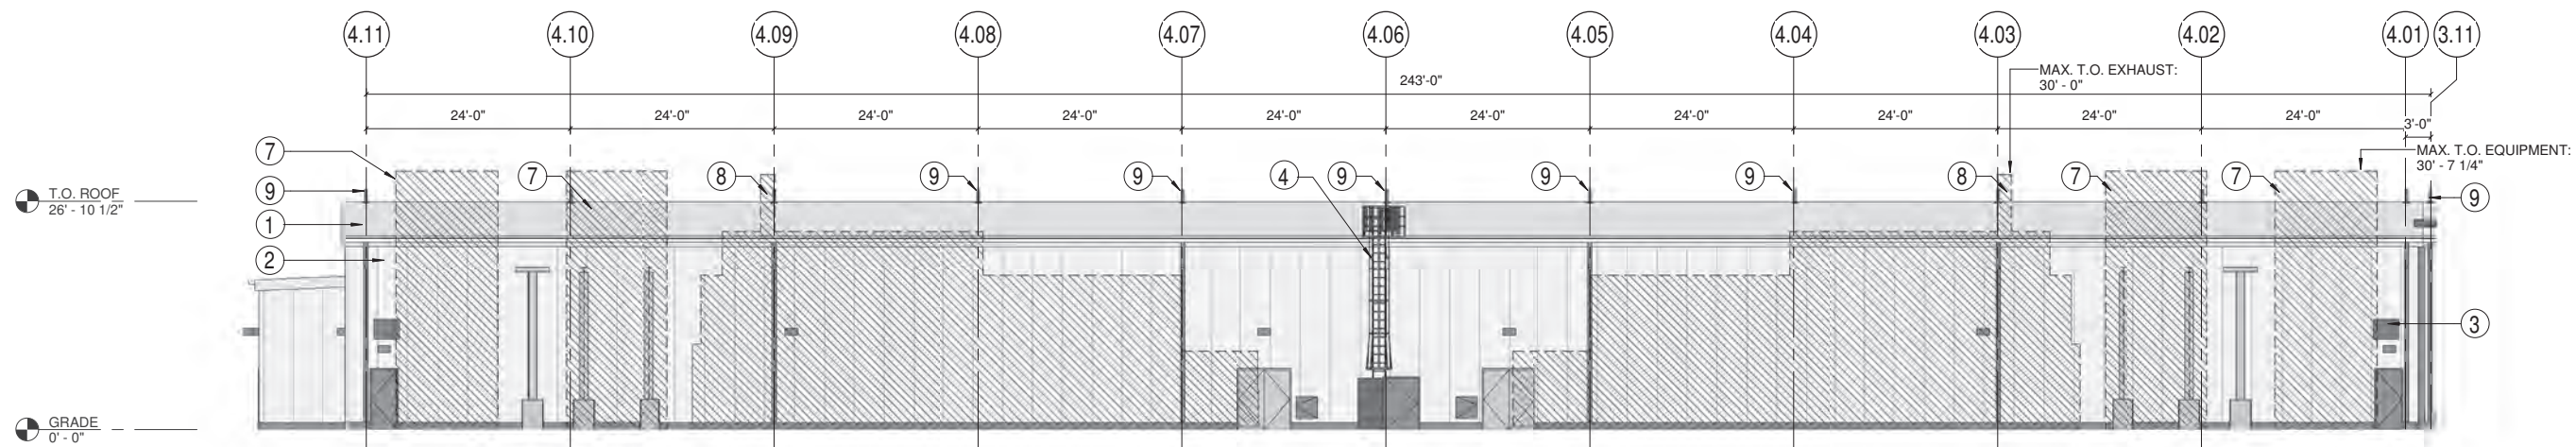 4.11 4.10 4.09 4.08 4.07 4.06 4.05 4.04 4.03 4.02 4.01 3.11
MAX. T.O. EXHAUST:
30' - 0"
243'-0"
24'-0" 24'-0" 24'-0" 24'-0" 24'-0" 24'-0" 24'-0" 24'-0" 24'-0" 24'-0"
3'-0"
MAX. T.O. EQUIPMENT:
30' - 7 1/4"
7
7 8 9 9 4 9 9 9 8 7 7
9 9
T.O. ROOF
26' - 10 1/2"
1
2
3
GRADE
0' - 0"